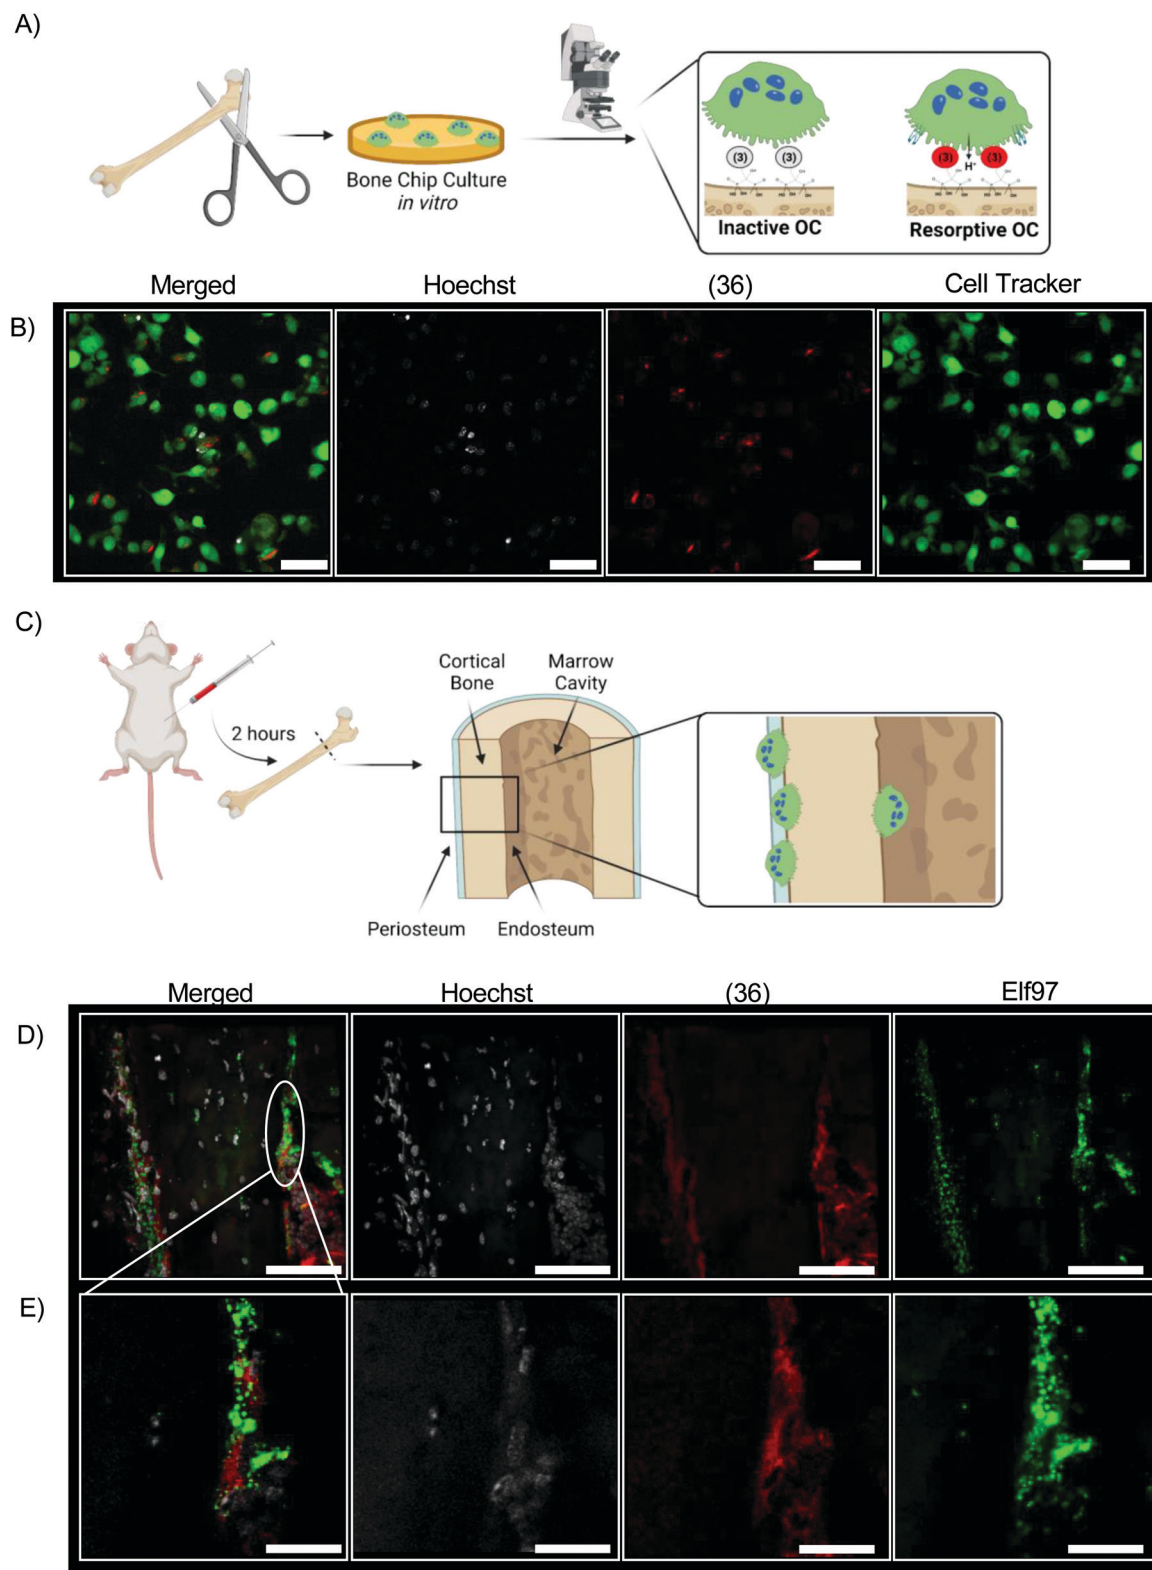 A)
Bone Chip Culture
in vitro
(3) (3)
Inactive OC
(3) (3)
H⁺
Resorptive OC
Merged Hoechst (36) Cell Tracker
B)
C)
2 hours
Cortical
Bone
Marrow
Cavity
Periosteum Endosteum
Merged Hoechst (36) Elf97
D)
E)